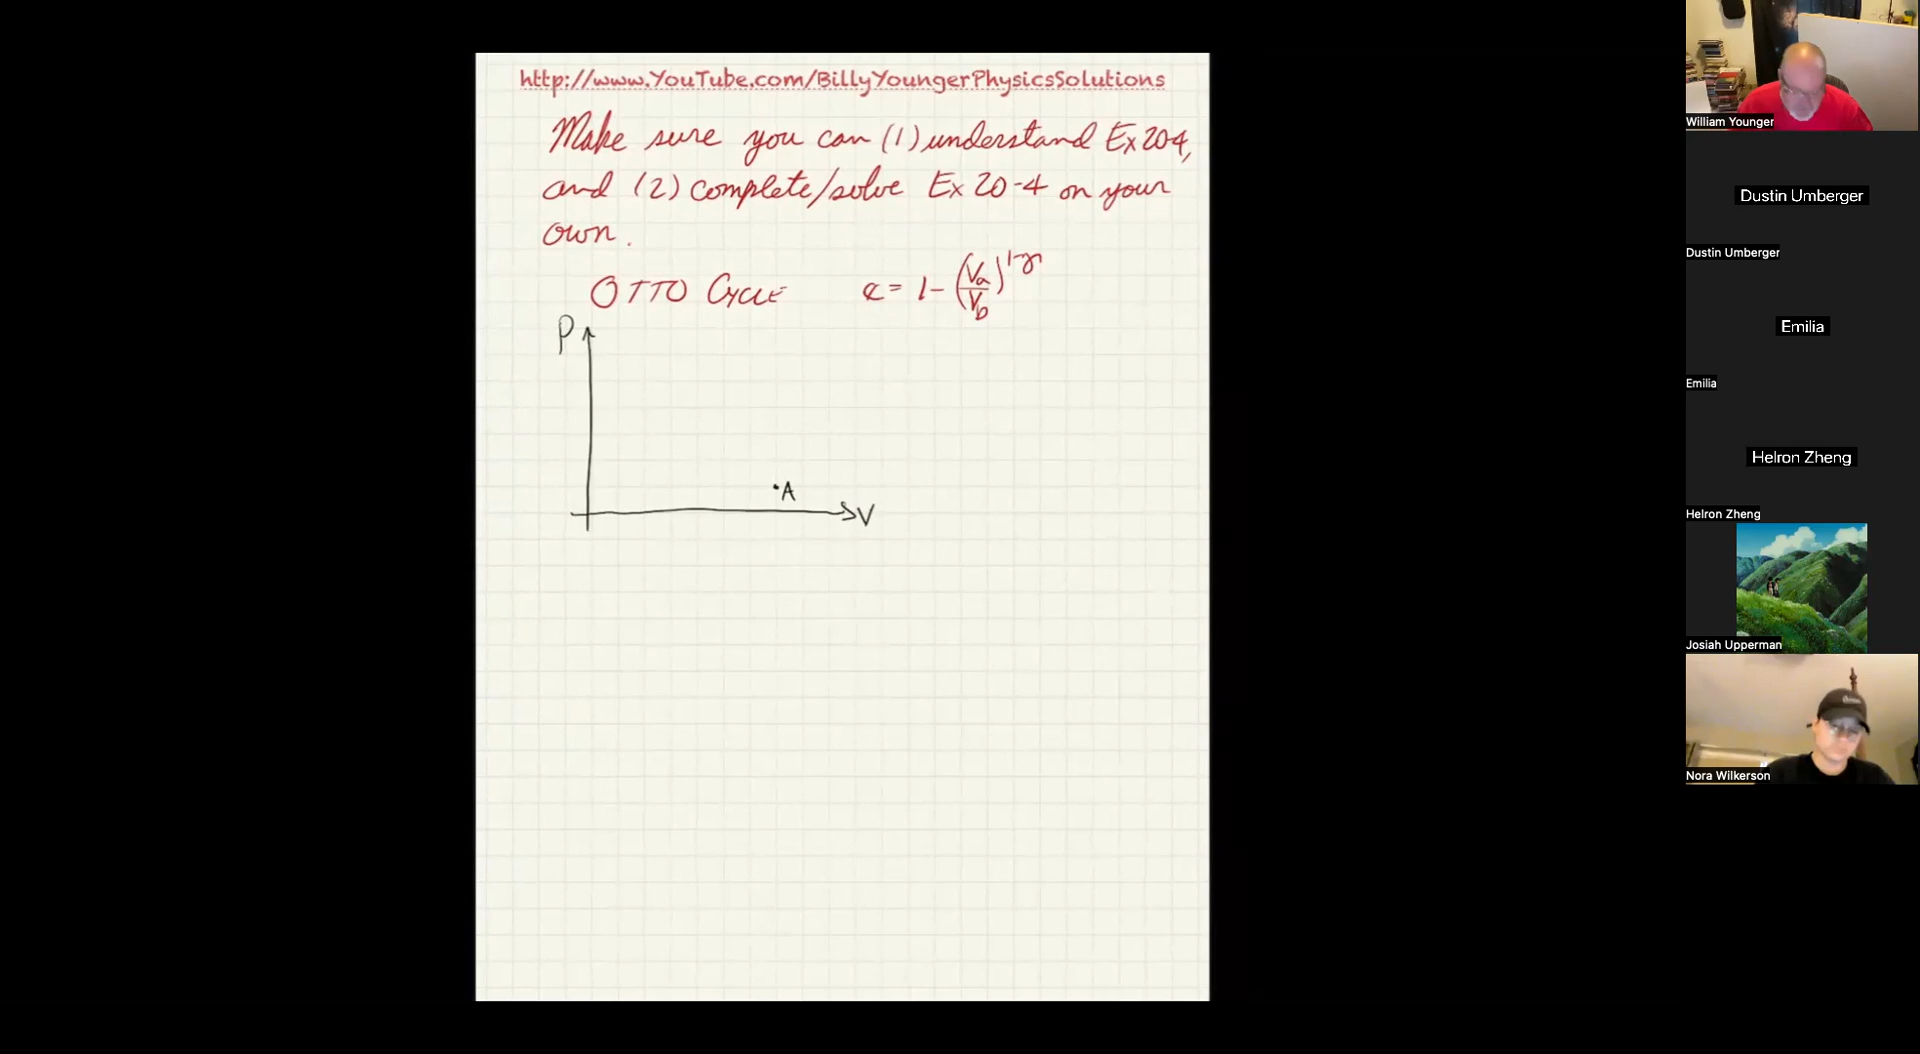 http://www.YouTube.com/BillyYoungerPhysicsSolutions
Make sure you can (1) understand Ex 20-4,
and (2) complete/solve Ex 20-4 on your
own.
OTTO CYCLE e = 1 - (Va/Vb)^1-γ
P
A
V
William Younger
Dustin Umberger
Dustin Umberger
Emilia
Emilia
Helron Zheng
Helron Zheng
Josiah Upperman
Nora Wilkerson